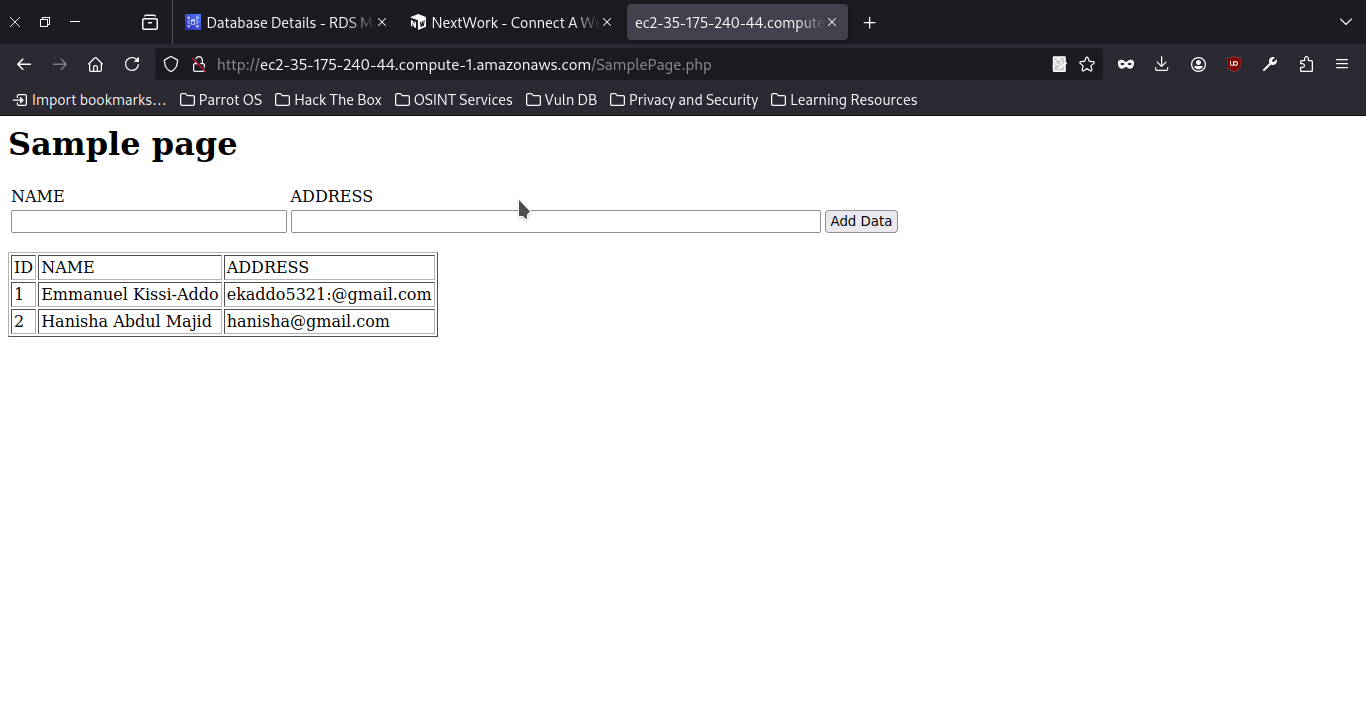 Database Details - RDS M
NextWork - Connect A We
ec2-35-175-240-44.compute
http://ec2-35-175-240-44.compute-1.amazonaws.com/SamplePage.php
Import bookmarks... Parrot OS Hack The Box OSINT Services Vuln DB Privacy and Security Learning Resources
Sample page
NAME ADDRESS
Add Data
ID NAME ADDRESS
1 Emmanuel Kissi-Addo ekaddo5321:@gmail.com
2 Hanisha Abdul Majid hanisha@gmail.com